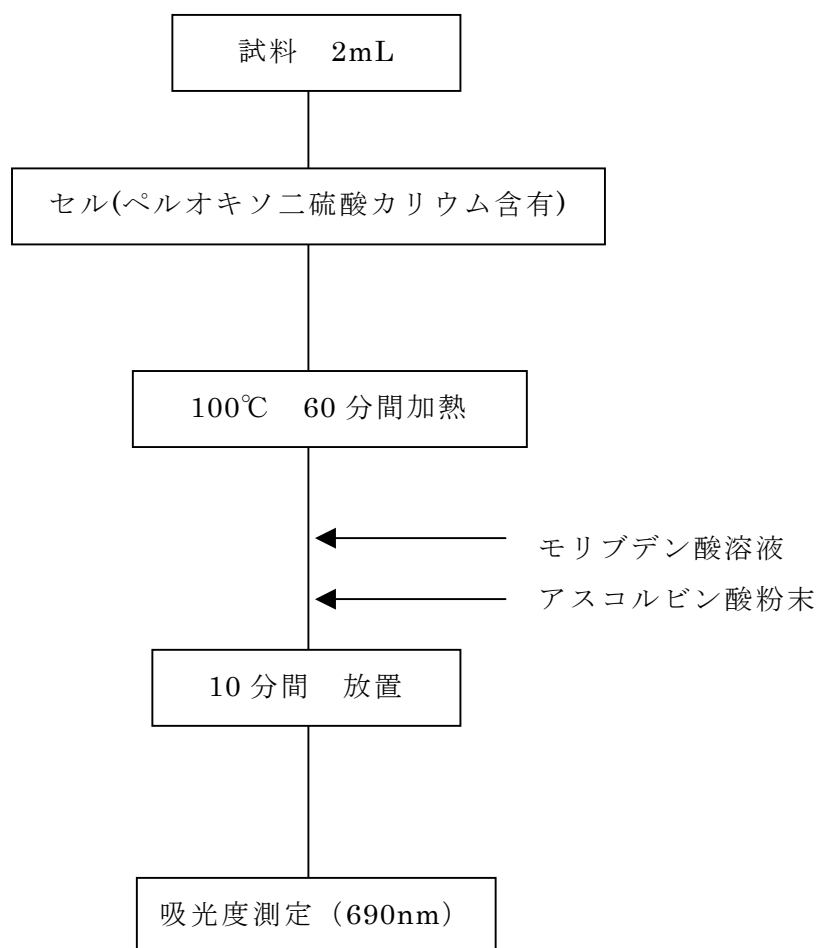 試料　2mL
セル(ペルオキソ二硫酸カリウム含有)
100℃　60分間加熱
モリブデン酸溶液
アスコルビン酸粉末
10分間　放置
吸光度測定（690nm）